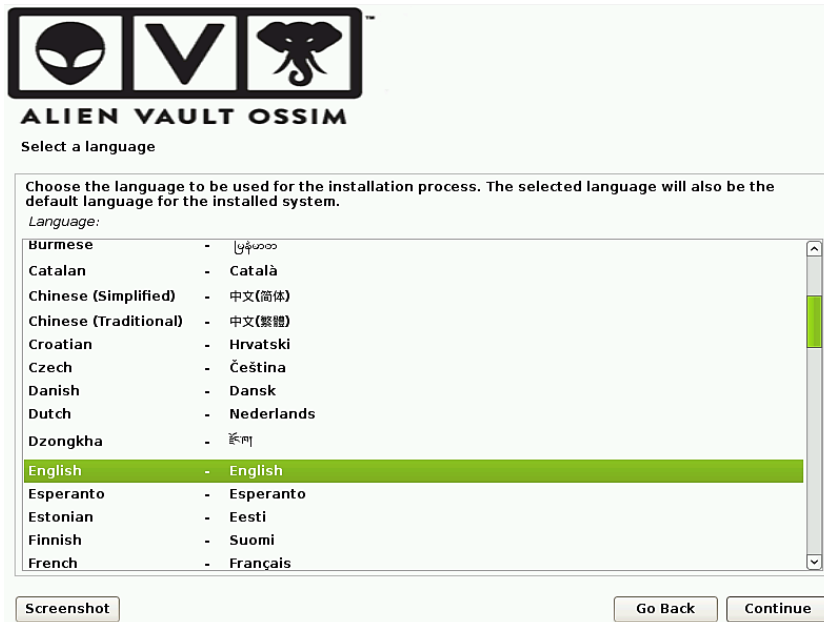 V
™
ALIEN VAULT OSSIM
Select a language
Choose the language to be used for the installation process. The selected language will also be the
default language for the installed system.
Language:
Burmese - မြန်မာစာ
Catalan - Català
Chinese (Simplified) - 中文(简体)
Chinese (Traditional) - 中文(繁體)
Croatian - Hrvatski
Czech - Čeština
Danish - Dansk
Dutch - Nederlands
Dzongkha - རྫོང་ཁ།
English - English
Esperanto - Esperanto
Estonian - Eesti
Finnish - Suomi
French - Français
Screenshot Go Back Continue